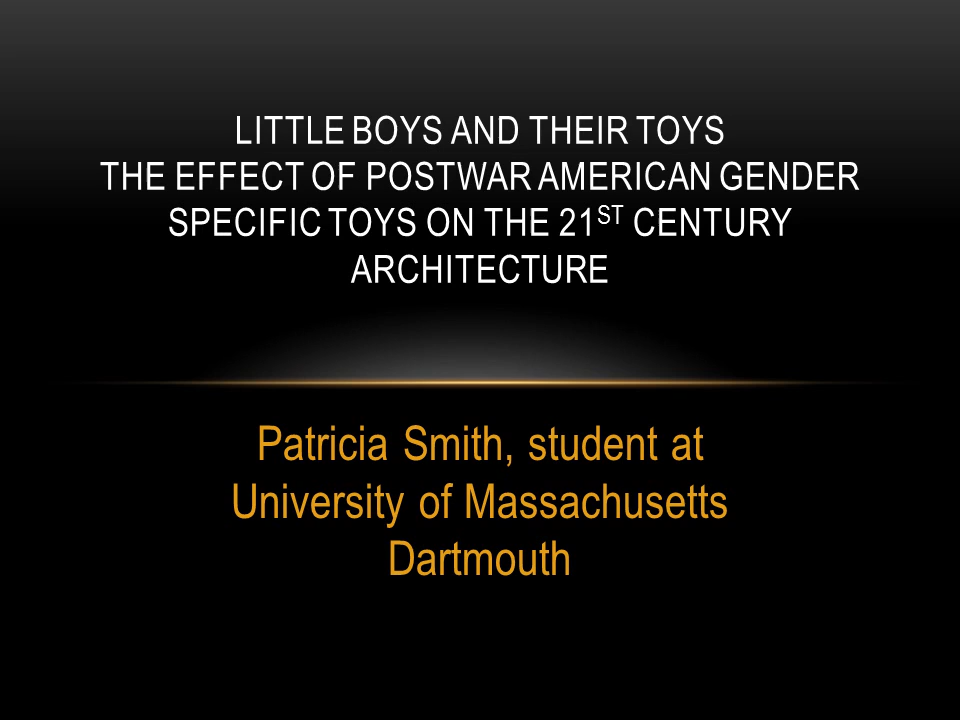 LITTLE BOYS AND THEIR TOYS
THE EFFECT OF POSTWAR AMERICAN GENDER
SPECIFIC TOYS ON THE 21ST CENTURY
ARCHITECTURE
Patricia Smith, student at
University of Massachusetts
Dartmouth